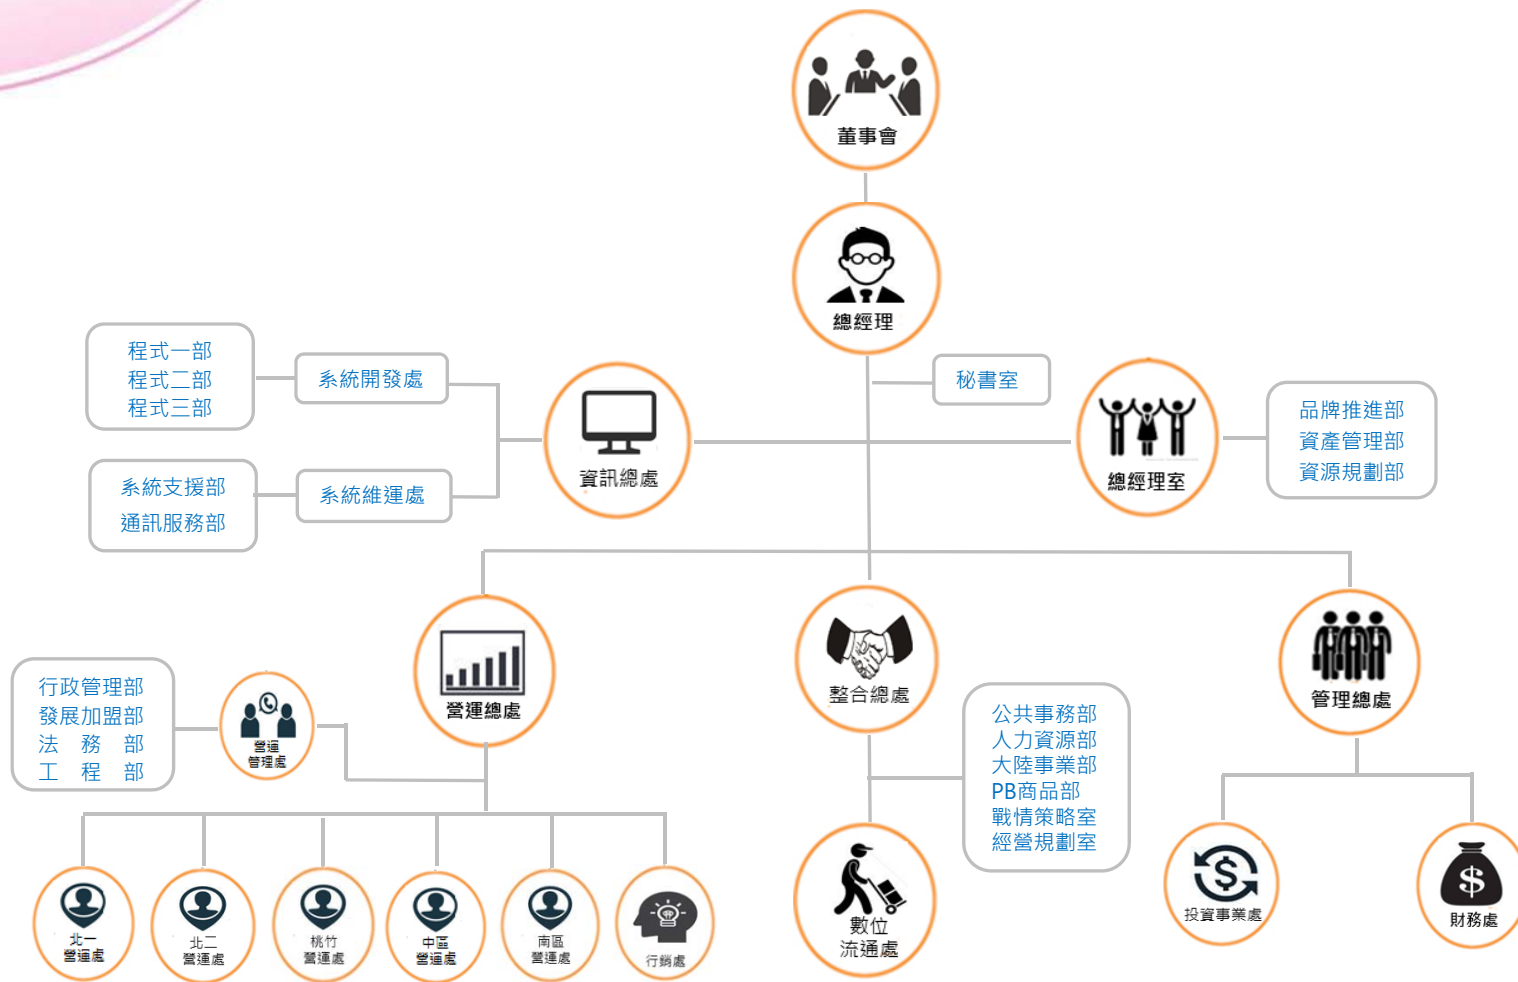 董事會
總經理
秘書室
程式一部
程式二部
程式三部
系統開發處
系統支援部
通訊服務部
系統維運處
資訊總處
總經理室
品牌推進部
資產管理部
資源規劃部
營運總處
整合總處
管理總處
行政管理部
發展加盟部
法 務 部
工 程 部
營運
管理處
公共事務部
人力資源部
大陸事業部
PB商品部
戰情策略室
經營規劃室
北一
營運處
北二
營運處
桃竹
營運處
中區
營運處
南區
營運處
行銷處
數位
流通處
投資事業處
財務處